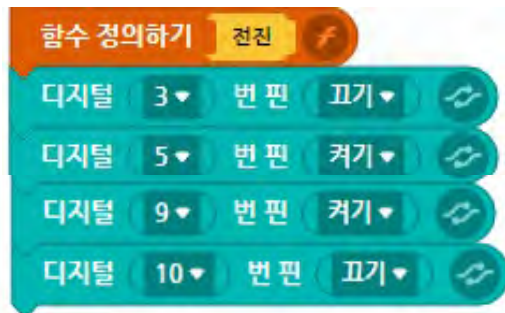 함수 정의하기 전진
디지털 3 번 핀 끄기
디지털 5 번 핀 켜기
디지털 9 번 핀 켜기
디지털 10 번 핀 끄기